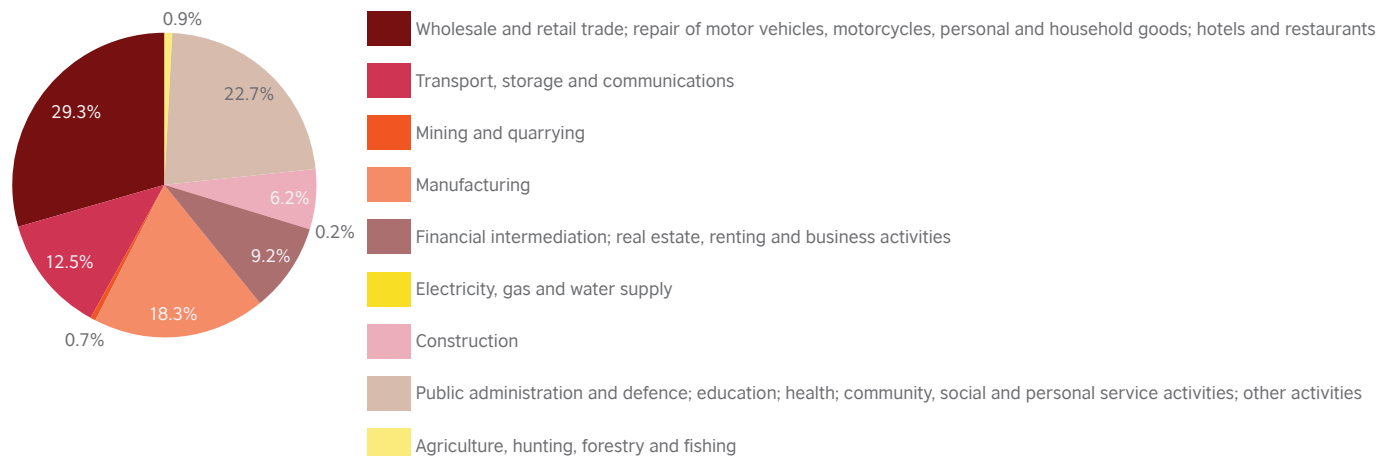 0.9%
22.7%
29.3%
6.2%
0.2%
9.2%
12.5%
18.3%
0.7%
Wholesale and retail trade; repair of motor vehicles, motorcycles, personal and household goods; hotels and restaurants
Transport, storage and communications
Mining and quarrying
Manufacturing
Financial intermediation; real estate, renting and business activities
Electricity, gas and water supply
Construction
Public administration and defence; education; health; community, social and personal service activities; other activities
Agriculture, hunting, forestry and fishing